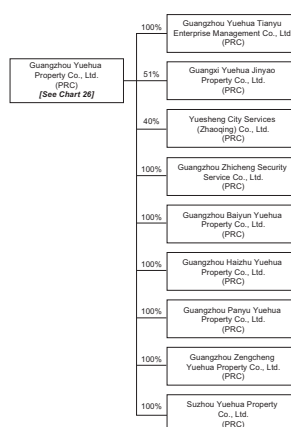 Guangzhou Yuehua
Property Co., Ltd.
(PRC)
[See Chart 26]
100%
Guangzhou Yuehua Tianyu
Enterprise Management Co., Ltd
(PRC)
51%
Guangxi Yuehua Jinyao
Property Co., Ltd.
(PRC)
40%
Yuesheng City Services
(Zhaoqing) Co., Ltd.
(PRC)
100%
Guangzhou Zhicheng Security
Service Co., Ltd.
(PRC)
100%
Guangzhou Baiyun Yuehua
Property Co., Ltd.
(PRC)
100%
Guangzhou Haizhu Yuehua
Property Co., Ltd.
(PRC)
100%
Guangzhou Panyu Yuehua
Property Co., Ltd.
(PRC)
100%
Guangzhou Zengcheng
Yuehua Property Co., Ltd.
(PRC)
100%
Suzhou Yuehua Property
Co., Ltd.
(PRC)